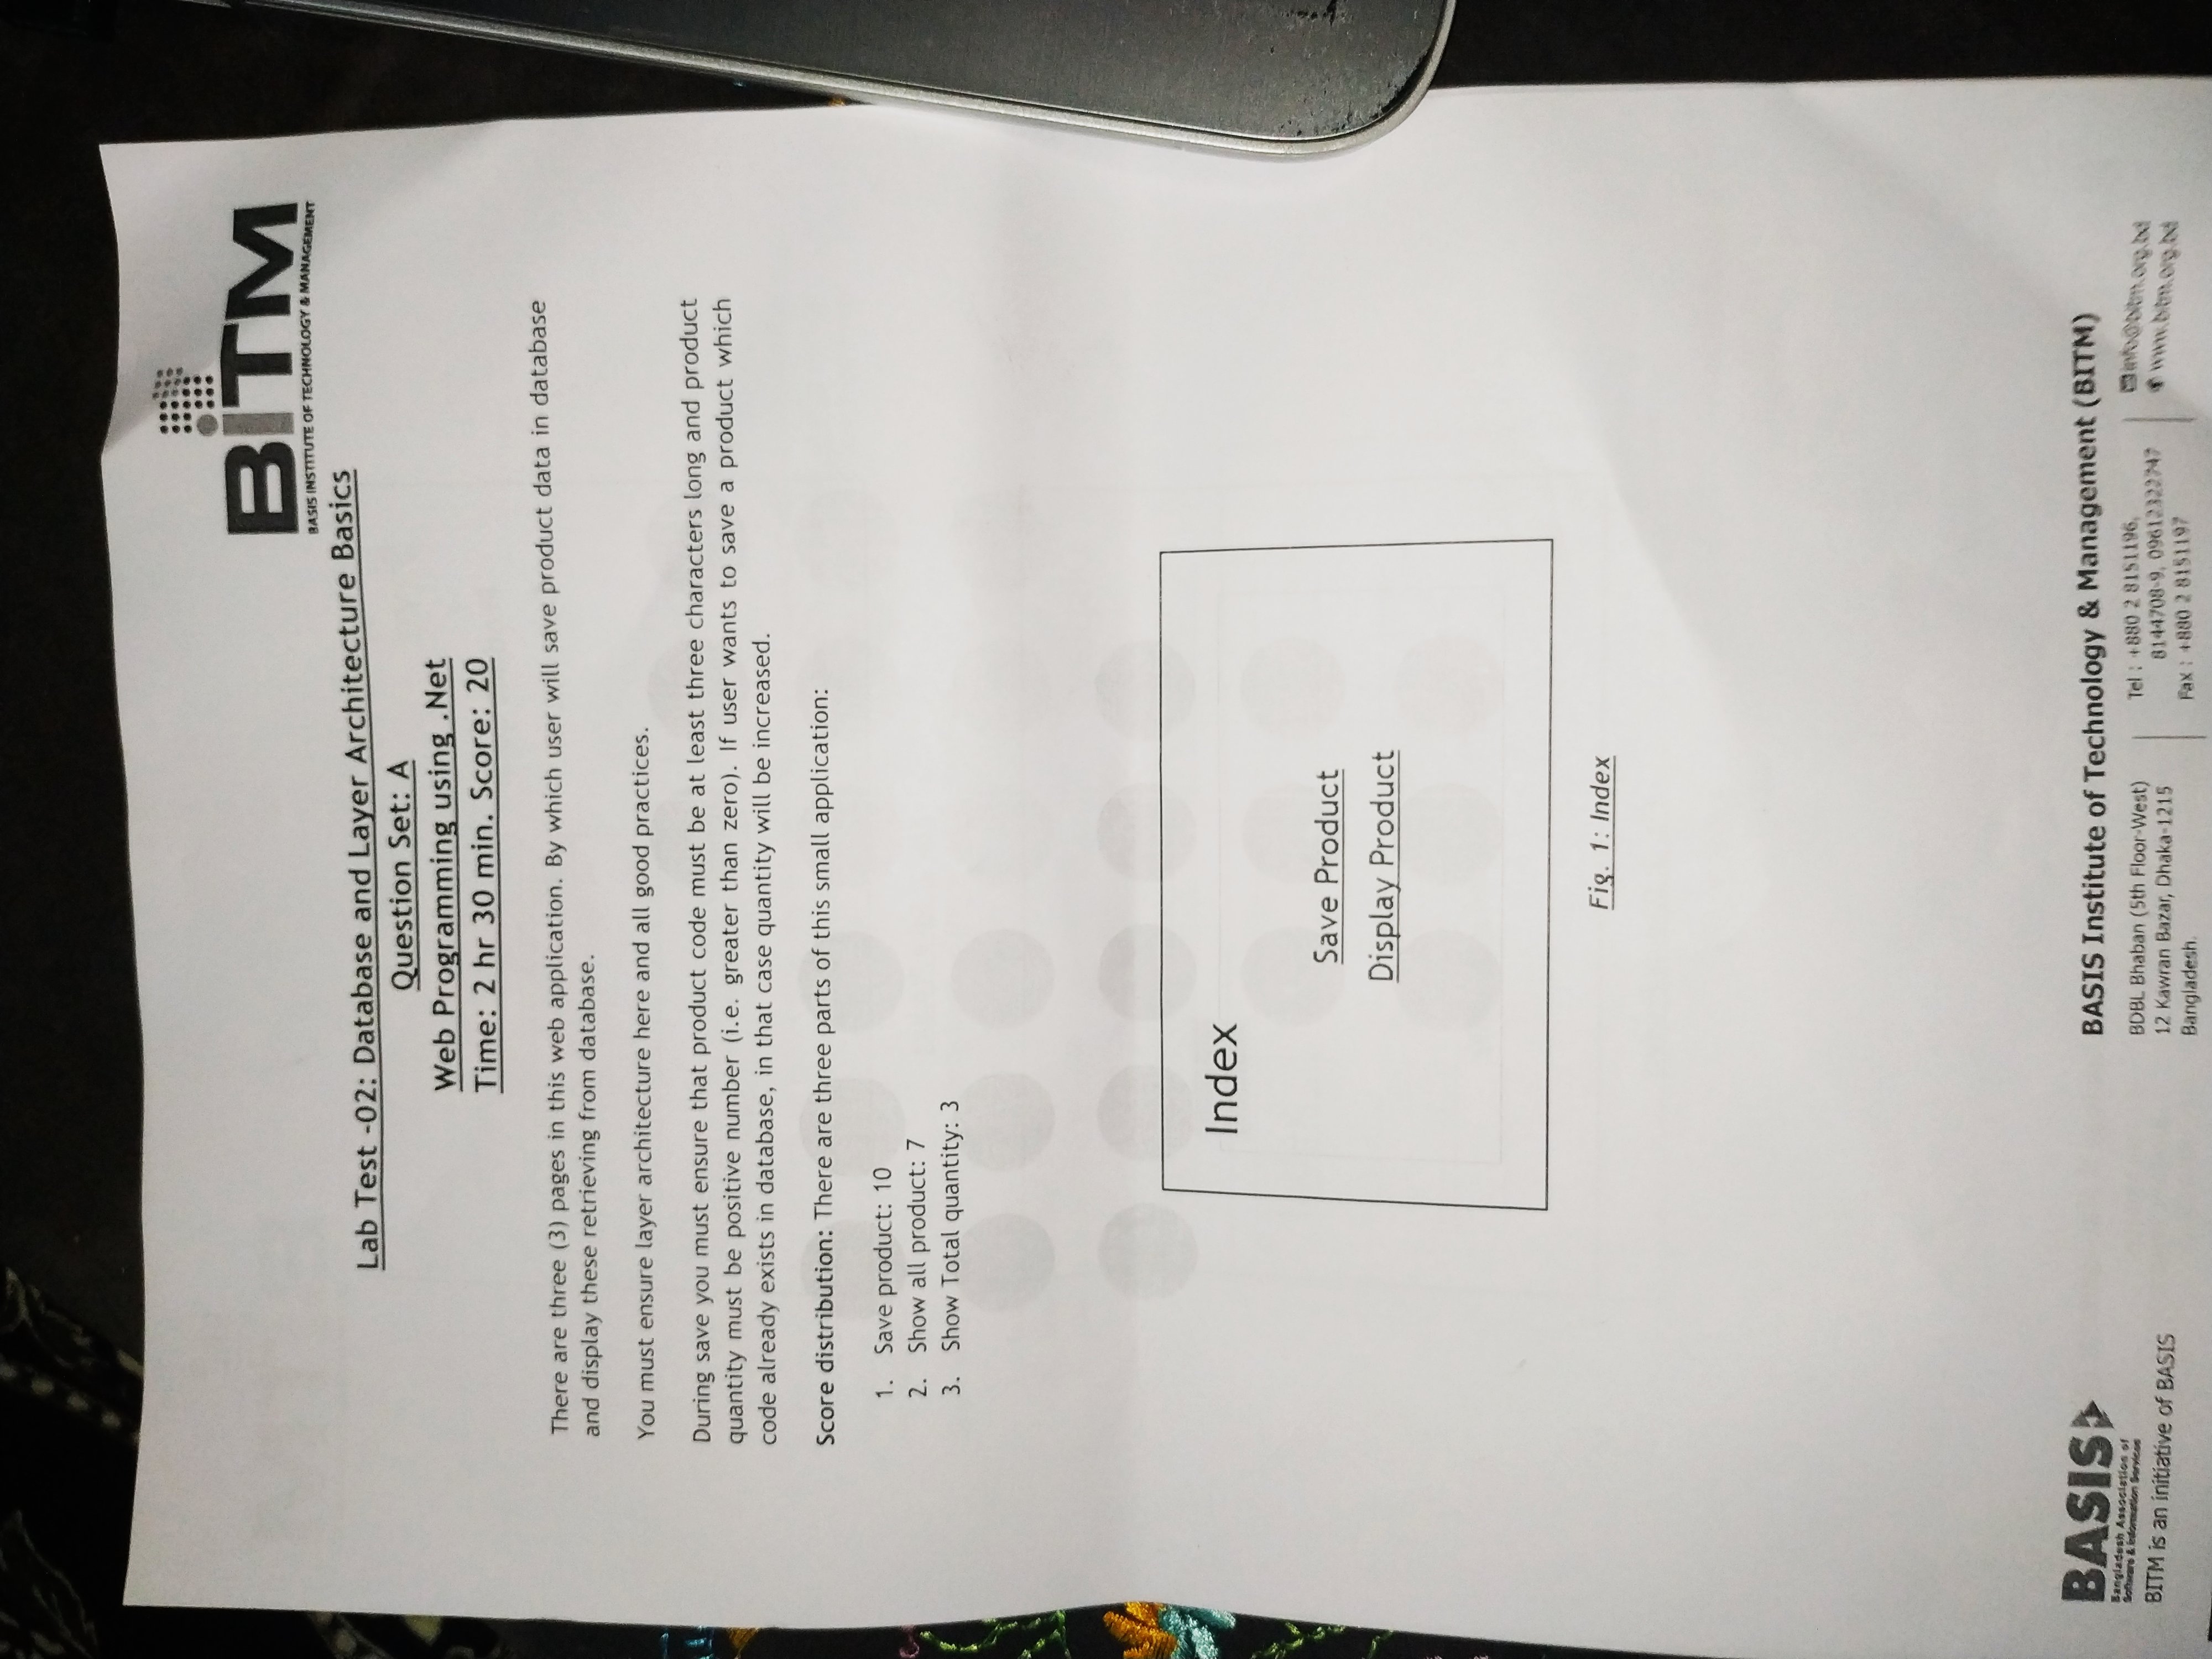 BiTM
BASIS INSTITUTE OF TECHNOLOGY & MANAGEMENT
Lab Test -02: Database and Layer Architecture Basics
Question Set: A
Web Programming using .Net
Time: 2 hr 30 min. Score: 20
There are three (3) pages in this web application. By which user will save product data in database
and display these retrieving from database.
You must ensure layer architecture here and all good practices.
During save you must ensure that product code must be at least three characters long and product
quantity must be positive number (i.e. greater than zero). If user wants to save a product which
code already exists in database, in that case quantity will be increased.
Score distribution: There are three parts of this small application:
1. Save product: 10
2. Show all product: 7
3. Show Total quantity: 3
Index
Save Product
Display Product
Fig. 1: Index
BASIS
Bangladesh Association of
Software & Information Services
BITM is an initiative of BASIS
BASIS Institute of Technology & Management (BITM)
BDBL Bhaban (5th Floor-West)
12 Kawran Bazar, Dhaka-1215
Bangladesh.
Tel : +880 2 8151196,
8144708-9, 09612322747
Fax : +880 2 8151197
info@bitm.org.bd
www.bitm.org.bd